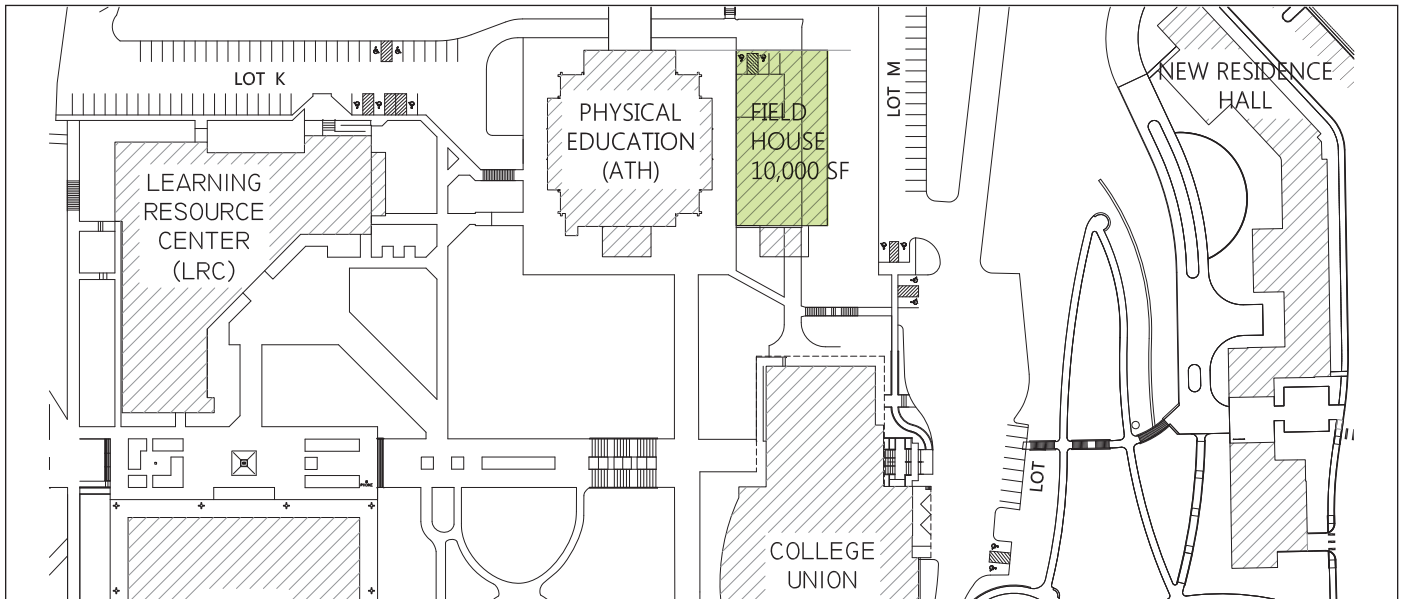 LOT K
LOT M
NEW RESIDENCE
HALL
PHYSICAL
EDUCATION
(ATH)
FIELD
HOUSE
10,000 SF
LEARNING
RESOURCE
CENTER
(LRC)
LOT
PHONE
COLLEGE
UNION